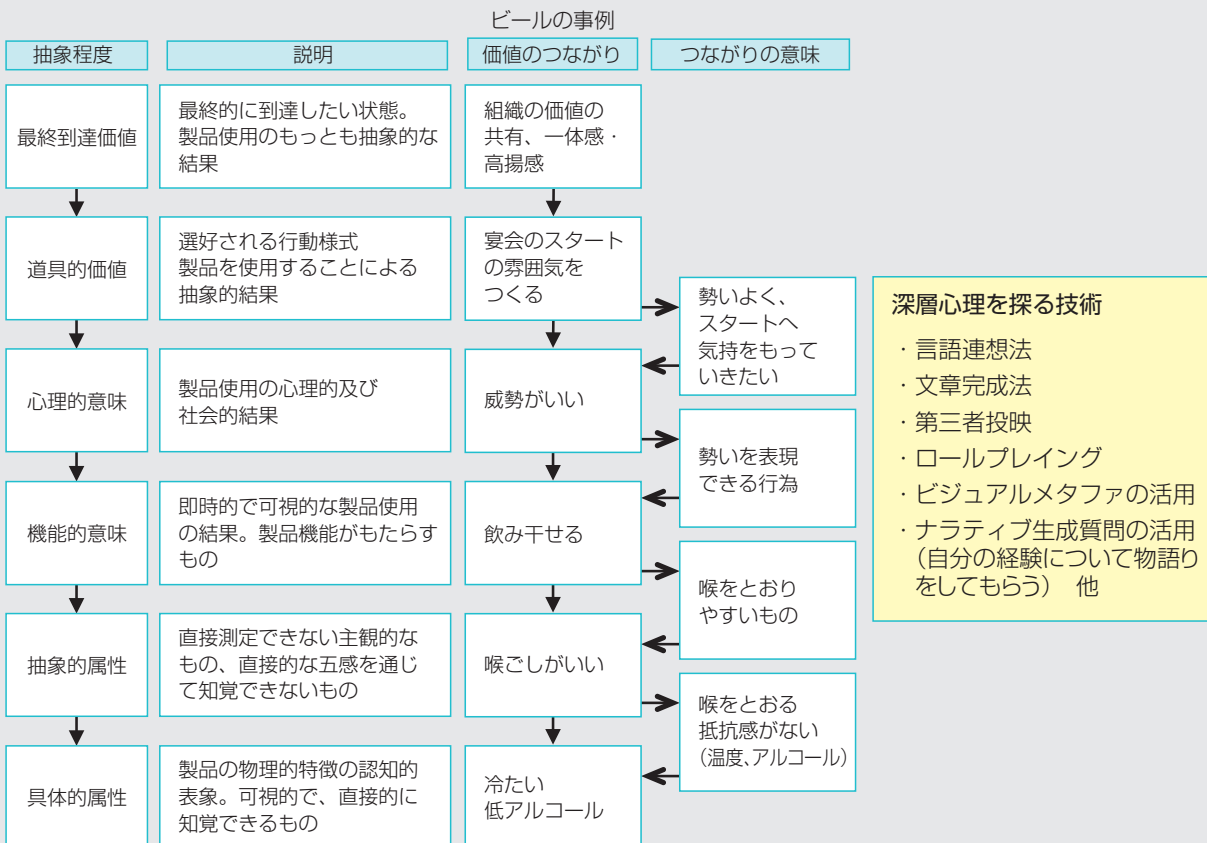 ビールの事例
抽象程度
説明
価値のつながり
つながりの意味
最終到達価値
最終的に到達したい状態。
製品使用のもっとも抽象的な
結果
組織の価値の
共有、一体感・
高揚感
道具的価値
選好される行動様式
製品を使用することによる
抽象的結果
宴会のスタート
の雰囲気を
つくる
勢いよく、
スタートへ
気持をもって
いきたい
心理的意味
製品使用の心理的及び
社会的結果
威勢がいい
勢いを表現
できる行為
機能的意味
即時的で可視的な製品使用
の結果。製品機能がもたらす
もの
飲み干せる
喉をとおり
やすいもの
抽象的属性
直接測定できない主観的な
もの、直接的な五感を通じ
て知覚できないもの
喉ごしがいい
喉をとおる
抵抗感がない
（温度、アルコール）
具体的属性
製品の物理的特徴の認知的
表象。可視的で、直接的に
知覚できるもの
冷たい
低アルコール
深層心理を探る技術
・言語連想法
・文章完成法
・第三者投映
・ロールプレイング
・ビジュアルメタファの活用
・ナラティブ生成質問の活用
（自分の経験について物語り
をしてもらう）　他